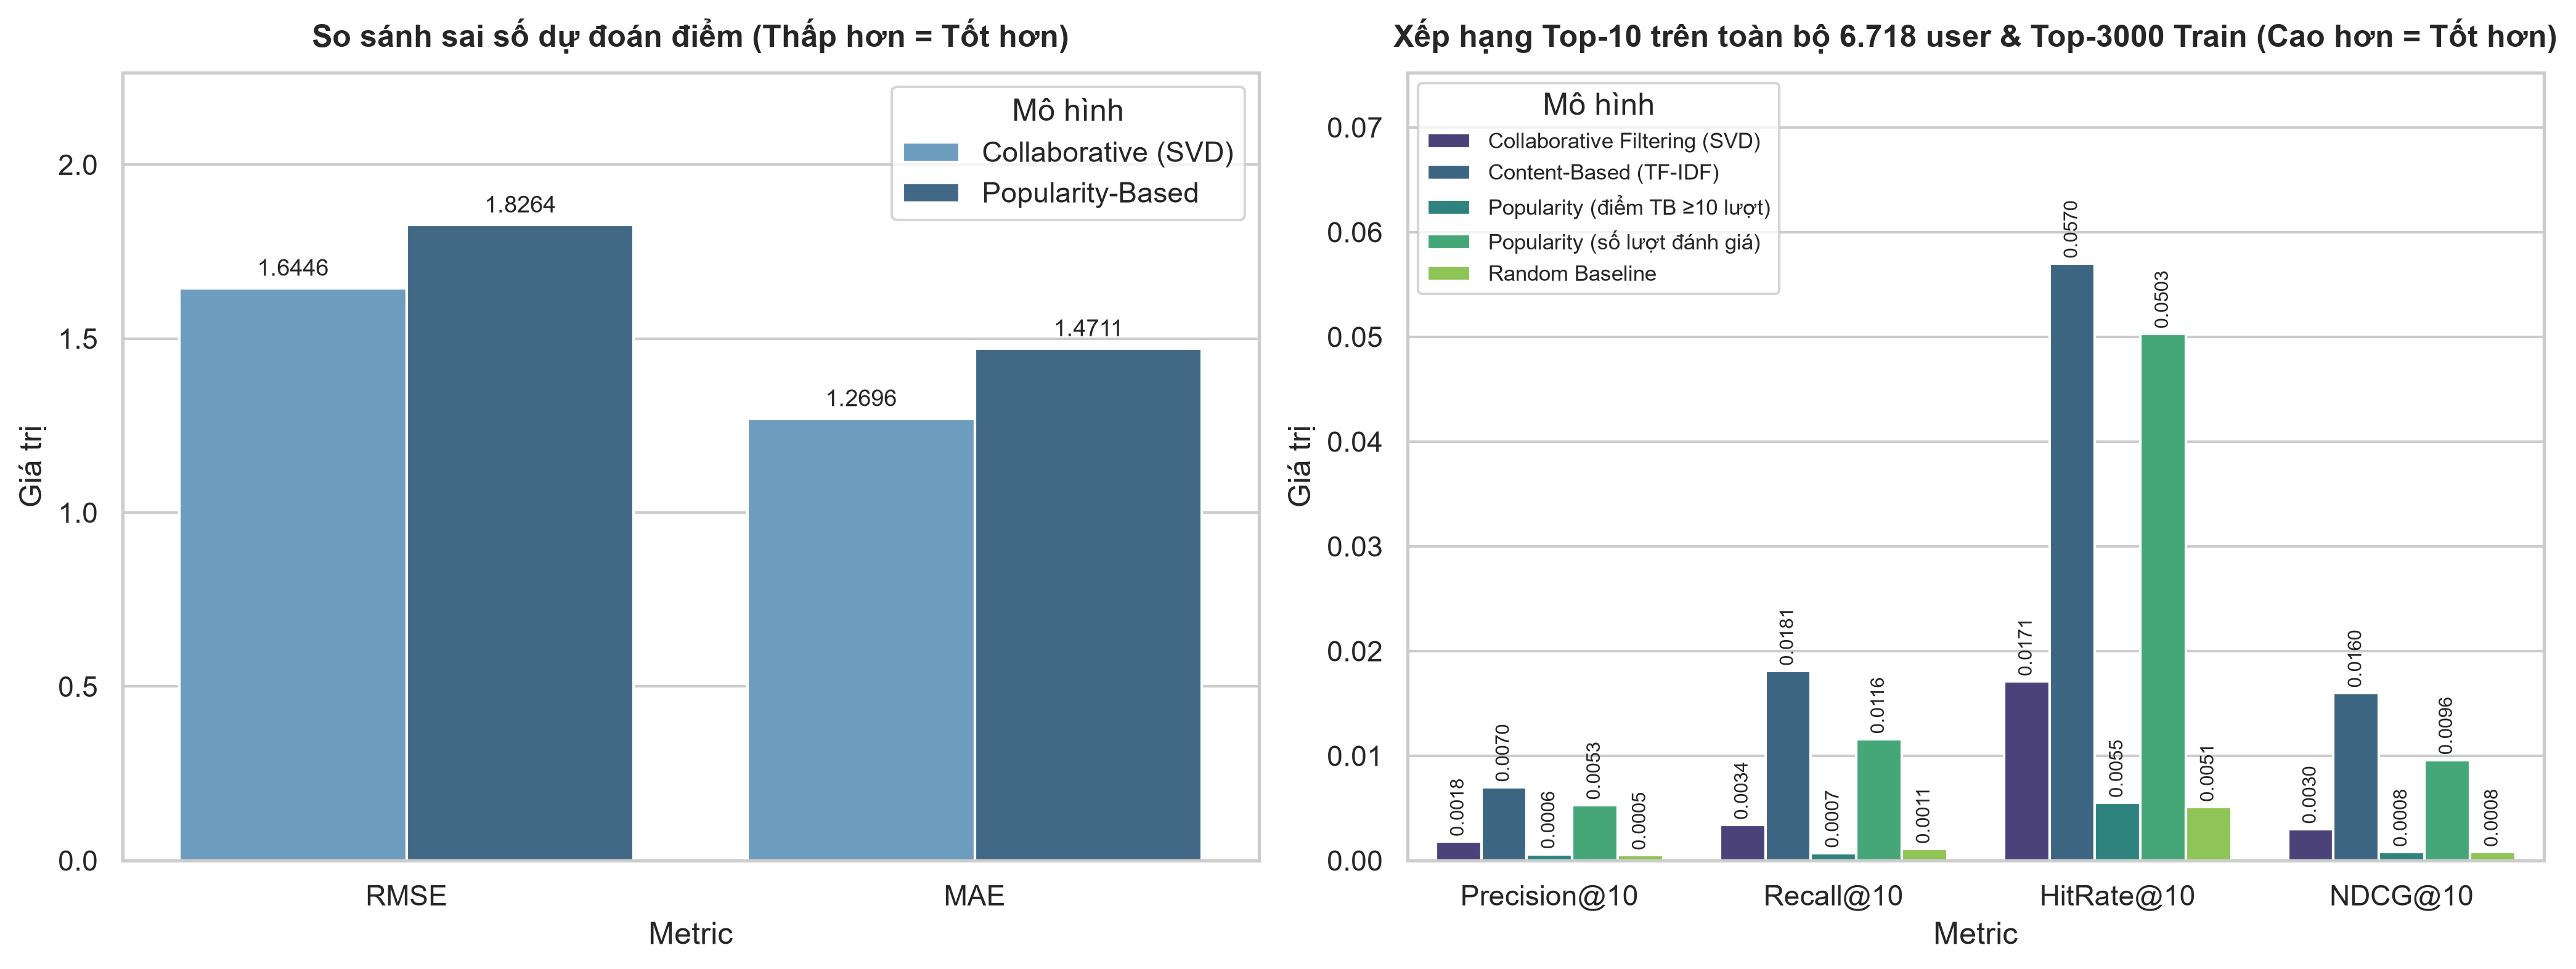 So sánh sai số dự đoán điểm (Thấp hơn = Tốt hơn)
Giá trị
2.0
1.5
1.0
0.5
0.0
Mô hình
Collaborative (SVD)
Popularity-Based
1.6446
1.8264
1.2696
1.4711
RMSE
MAE
Metric
Xếp hạng Top-10 trên toàn bộ 6.718 user & Top-3000 Train (Cao hơn = Tốt hơn)
Giá trị
0.07
0.06
0.05
0.04
0.03
0.02
0.01
0.00
Mô hình
Collaborative Filtering (SVD)
Content-Based (TF-IDF)
Popularity (điểm TB ≥10 lượt)
Popularity (số lượt đánh giá)
Random Baseline
0.0018
0.0070
0.0006
0.0053
0.0005
0.0034
0.0181
0.0007
0.0116
0.0011
0.0171
0.0570
0.0055
0.0503
0.0051
0.0030
0.0160
0.0008
0.0096
0.0008
Precision@10
Recall@10
HitRate@10
NDCG@10
Metric